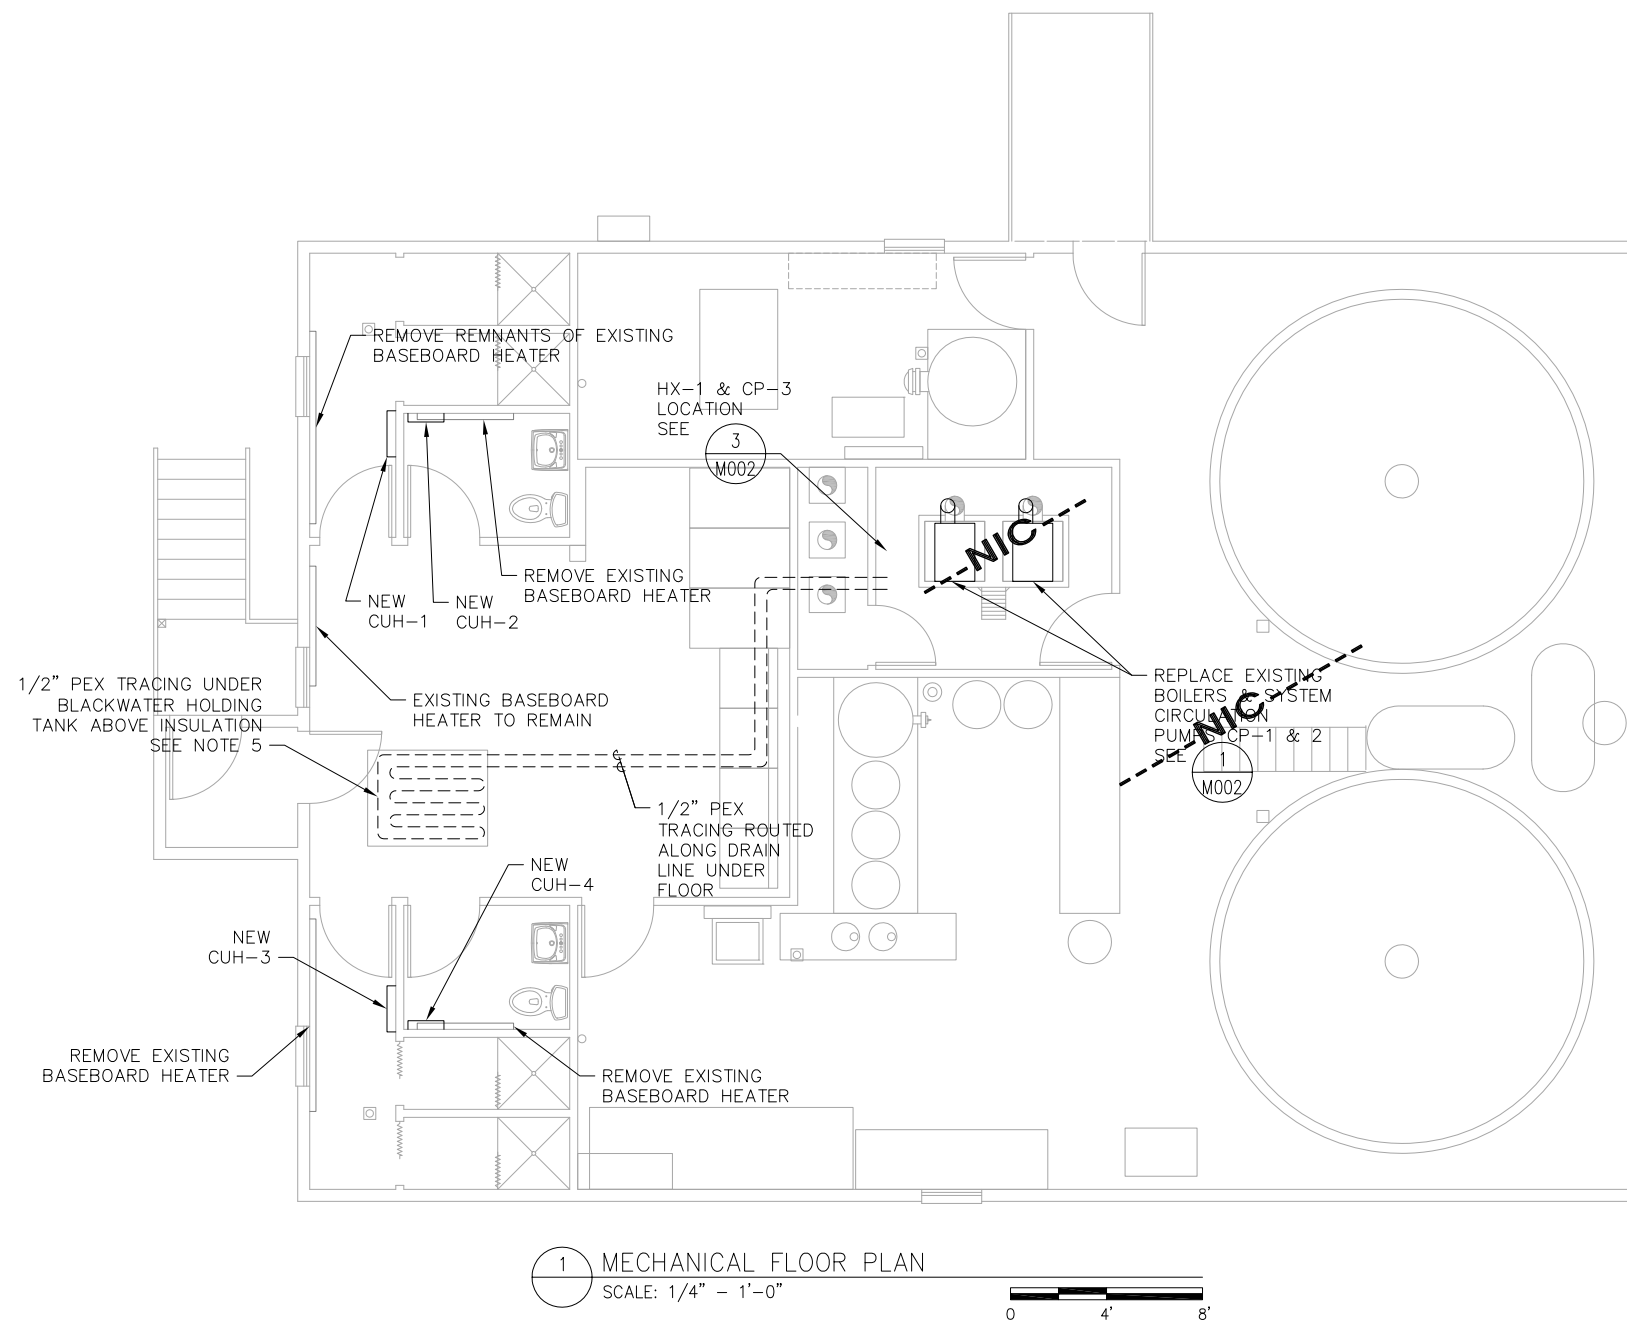 REMOVE REMNANTS OF EXISTING
BASEBOARD HEATER
HX-1 & CP-3
LOCATION
SEE
3
M002
NIC
REMOVE EXISTING
BASEBOARD HEATER
NEW
CUH-1
NEW
CUH-2
1/2" PEX TRACING UNDER
BLACKWATER HOLDING
TANK ABOVE INSULATION
SEE NOTE 5
EXISTING BASEBOARD
HEATER TO REMAIN
REPLACE EXISTING
BOILERS & SYSTEM
CIRCULATION
PUMPS CP-1 & 2
SEE
NIC
1
M002
1/2" PEX
TRACING ROUTED
ALONG DRAIN
LINE UNDER
FLOOR
NEW
CUH-4
NEW
CUH-3
REMOVE EXISTING
BASEBOARD HEATER
REMOVE EXISTING
BASEBOARD HEATER
1 MECHANICAL FLOOR PLAN
SCALE: 1/4" - 1'-0"
0 4' 8'